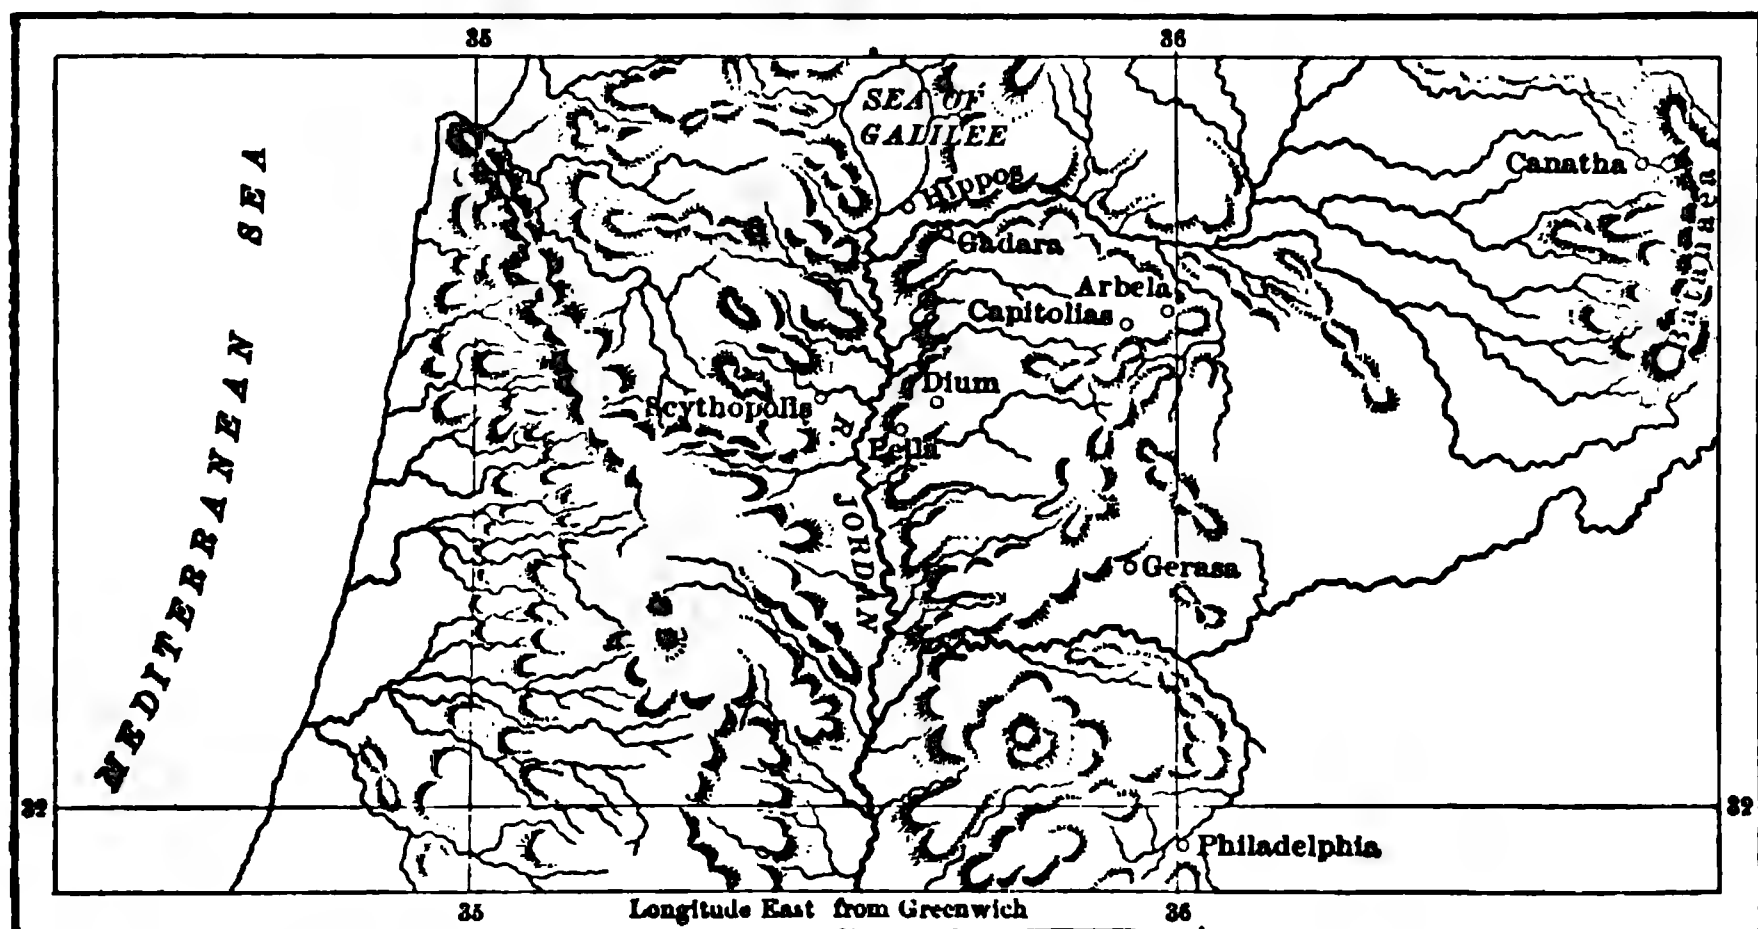 35 36
SEA OF
GALILEE
MEDITERRANEAN SEA
Canatha
Hippos
Batanaea
Gadara
Arbela
Capitolias
Dium
Scythopolis
R. JORDAN
Pella
Gerasa
32 32
Philadelphia
35 Longitude East from Greenwich 36